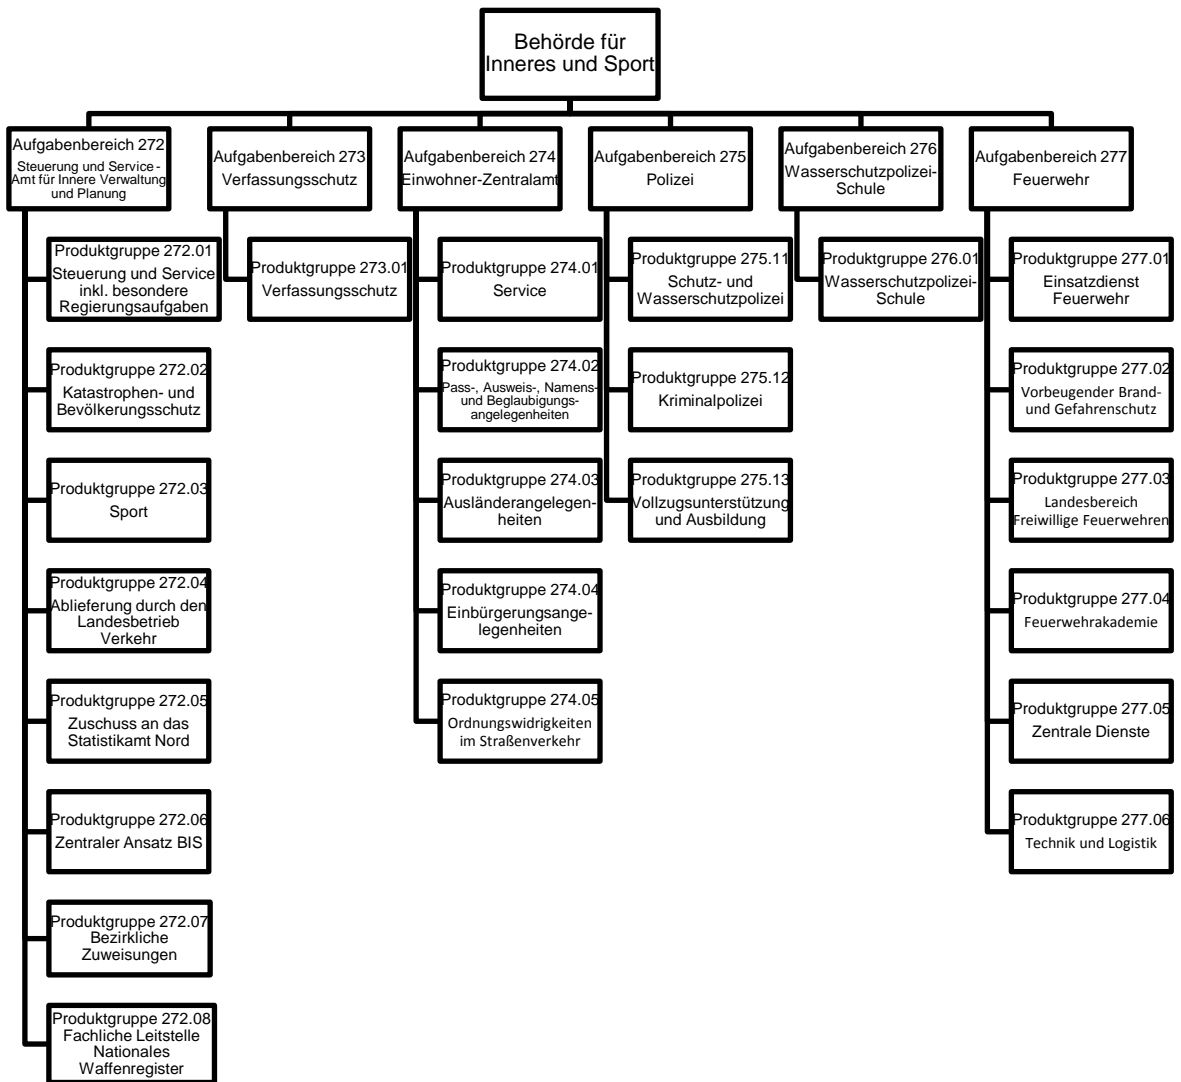 Behörde für
Inneres und Sport
Aufgabenbereich 272
Steuerung und Service -
Amt für Innere Verwaltung
und Planung
Aufgabenbereich 273
Verfassungsschutz
Aufgabenbereich 274
Einwohner-Zentralamt
Aufgabenbereich 275
Polizei
Aufgabenbereich 276
Wasserschutzpolizei-
Schule
Aufgabenbereich 277
Feuerwehr
Produktgruppe 272.01
Steuerung und Service
inkl. besondere
Regierungsaufgaben
Produktgruppe 272.02
Katastrophen- und
Bevölkerungsschutz
Produktgruppe 272.03
Sport
Produktgruppe 272.04
Ablieferung durch den
Landesbetrieb
Verkehr
Produktgruppe 272.05
Zuschuss an das
Statistikamt Nord
Produktgruppe 272.06
Zentraler Ansatz BIS
Produktgruppe 272.07
Bezirkliche
Zuweisungen
Produktgruppe 272.08
Fachliche Leitstelle
Nationales
Waffenregister
Produktgruppe 273.01
Verfassungsschutz
Produktgruppe 274.01
Service
Produktgruppe 274.02
Pass-, Ausweis-, Namens-
und Beglaubigungs-
angelegenheiten
Produktgruppe 274.03
Ausländerangelegen-
heiten
Produktgruppe 274.04
Einbürgerungsange-
legenheiten
Produktgruppe 274.05
Ordnungswidrigkeiten
im Straßenverkehr
Produktgruppe 275.11
Schutz- und
Wasserschutzpolizei
Produktgruppe 275.12
Kriminalpolizei
Produktgruppe 275.13
Vollzugsunterstützung
und Ausbildung
Produktgruppe 276.01
Wasserschutzpolizei-
Schule
Produktgruppe 277.01
Einsatzdienst
Feuerwehr
Produktgruppe 277.02
Vorbeugender Brand-
und Gefahrenschutz
Produktgruppe 277.03
Landesbereich
Freiwillige Feuerwehren
Produktgruppe 277.04
Feuerwehrakademie
Produktgruppe 277.05
Zentrale Dienste
Produktgruppe 277.06
Technik und Logistik